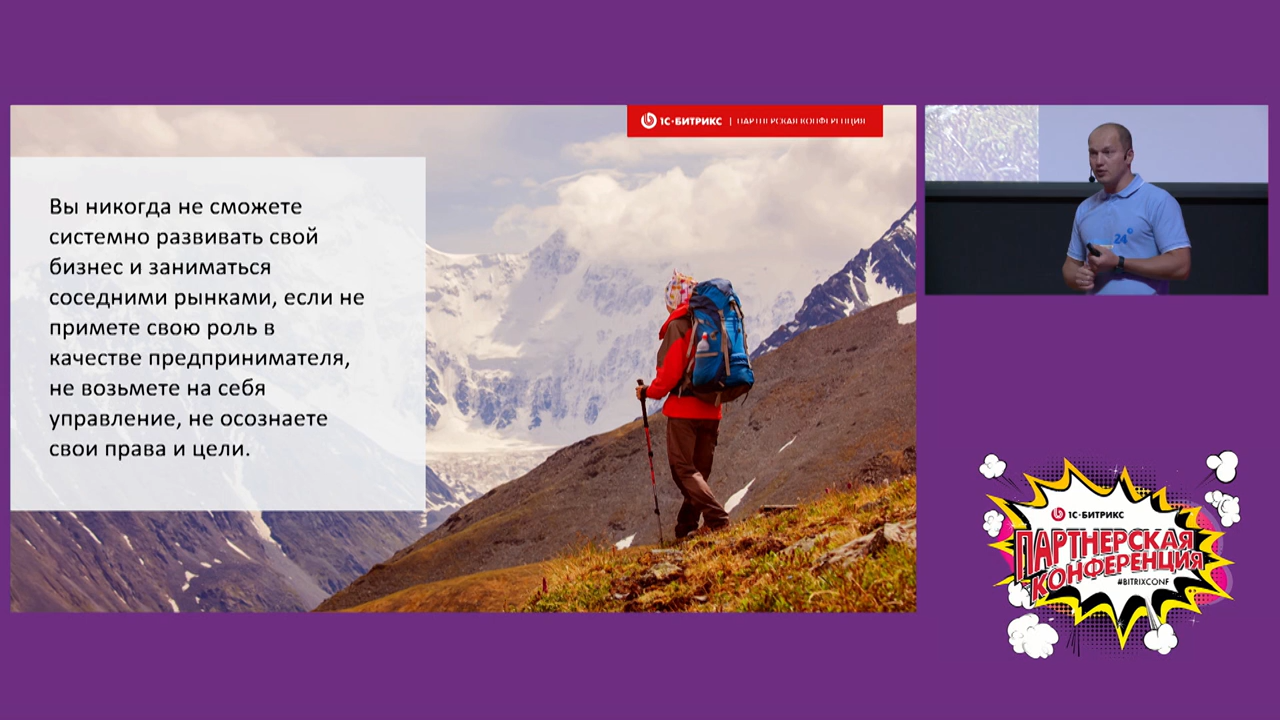 1С-БИТРИКС | ПАРТНЕРСКАЯ КОНФЕРЕНЦИЯ
Вы никогда не сможете
системно развивать свой
бизнес и заниматься
соседними рынками, если не
примете свою роль в
качестве предпринимателя,
не возьмете на себя
управление, не осознаете
свои права и цели.
24
1С-БИТРИКС
ПАРТНЕРСКАЯ
КОНФЕРЕНЦИЯ
#BITRIXCONF